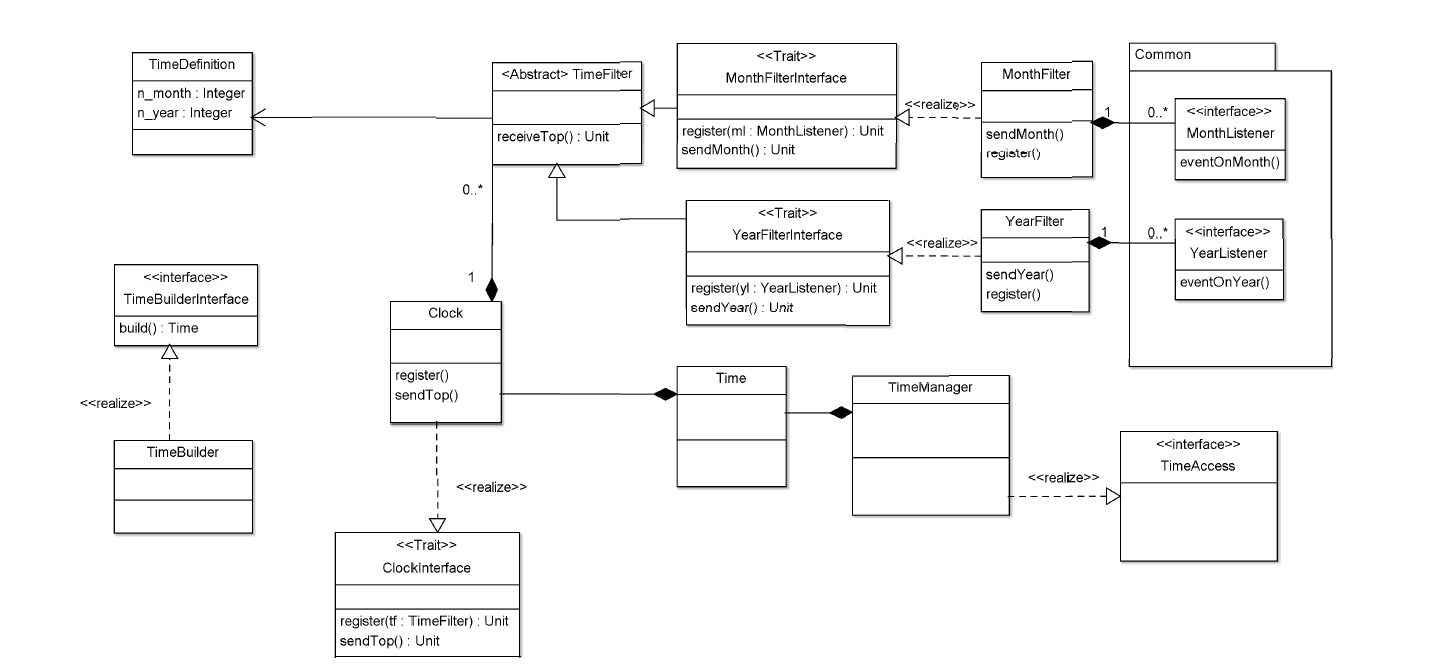 TimeDefinition
n_month : Integer
n_year : Integer
<Abstract> TimeFilter
receiveTop() : Unit
<<Trait>>
MonthFilterInterface
register(ml : MonthListener) : Unit
sendMonth() : Unit
<<realize>>
MonthFilter
sendMonth()
register()
1
0..*
Common
<<interface>>
MonthListener
eventOnMonth()
0..*
1
<<Trait>>
YearFilterInterface
register(yl : YearListener) : Unit
sendYear() : Unit
<<realize>>
YearFilter
sendYear()
register()
1
0..*
<<interface>>
YearListener
eventOnYear()
<<interface>>
TimeBuilderInterface
build() : Time
<<realize>>
TimeBuilder
Clock
register()
sendTop()
<<realize>>
<<Trait>>
ClockInterface
register(tf : TimeFilter) : Unit
sendTop() : Unit
Time
TimeManager
<<realize>>
<<interface>>
TimeAccess